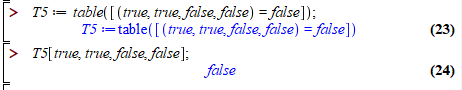 > T5 := table([(true, true, false, false) = false]);
T5 := table([(true, true, false, false) = false]) (23)
> T5[true, true, false, false];
false (24)